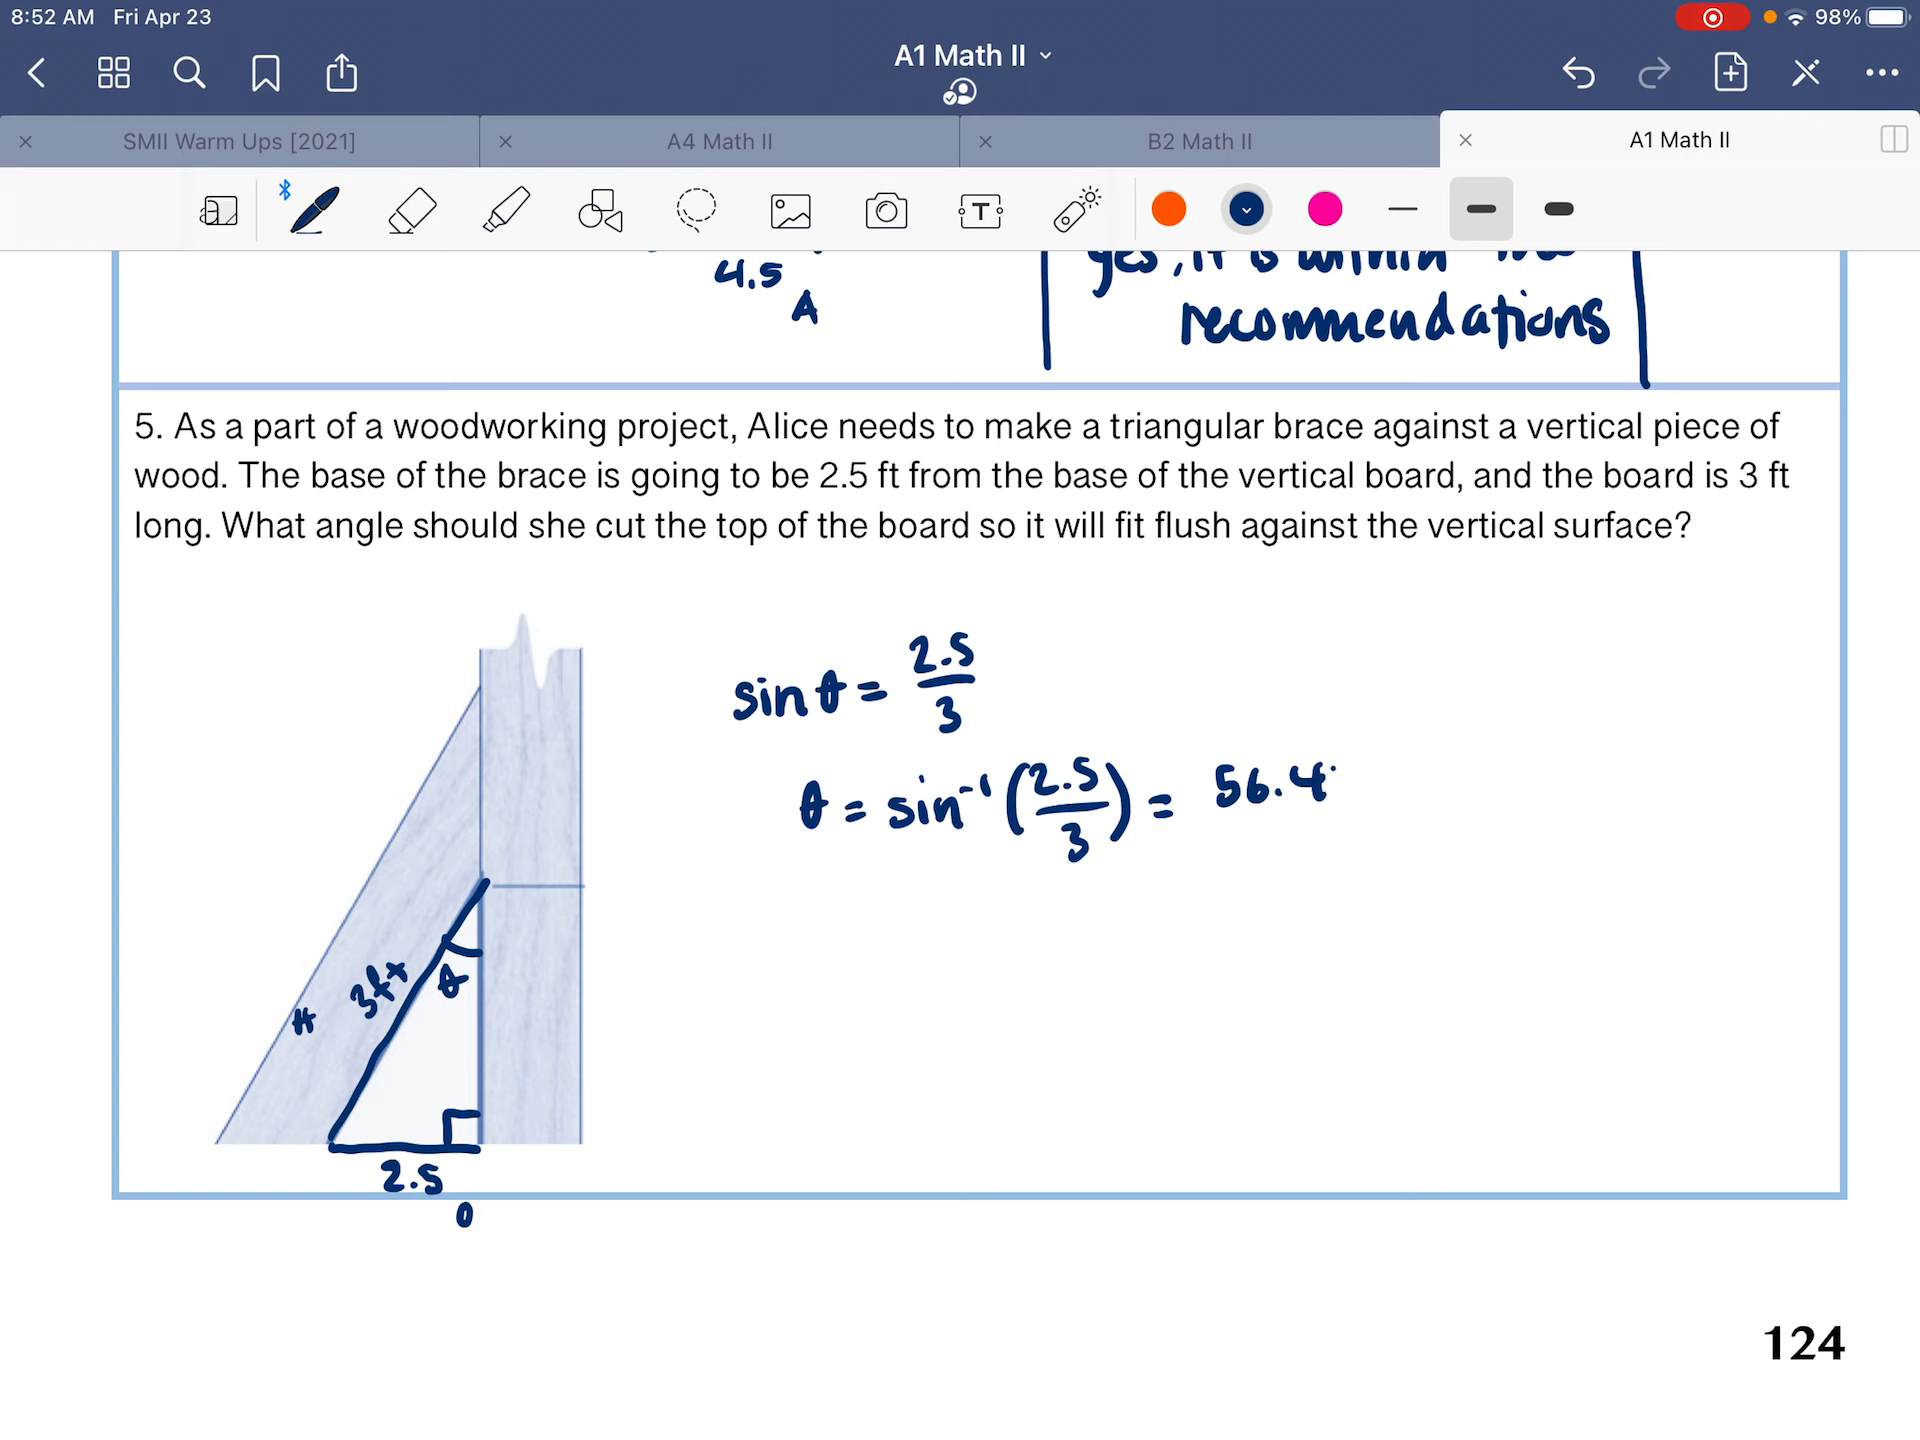 8:52 AM Fri Apr 23
98%
A1 Math II
SMII Warm Ups [2021]
A4 Math II
B2 Math II
A1 Math II
a
T
4.5
A
yes, it is within
recommendations
5. As a part of a woodworking project, Alice needs to make a triangular brace against a vertical piece of
wood. The base of the brace is going to be 2.5 ft from the base of the vertical board, and the board is 3 ft
long. What angle should she cut the top of the board so it will fit flush against the vertical surface?
sin θ = 2.5/3
θ = sin⁻¹ (2.5/3) = 56.4
3ft
θ
H
2.5
O
124